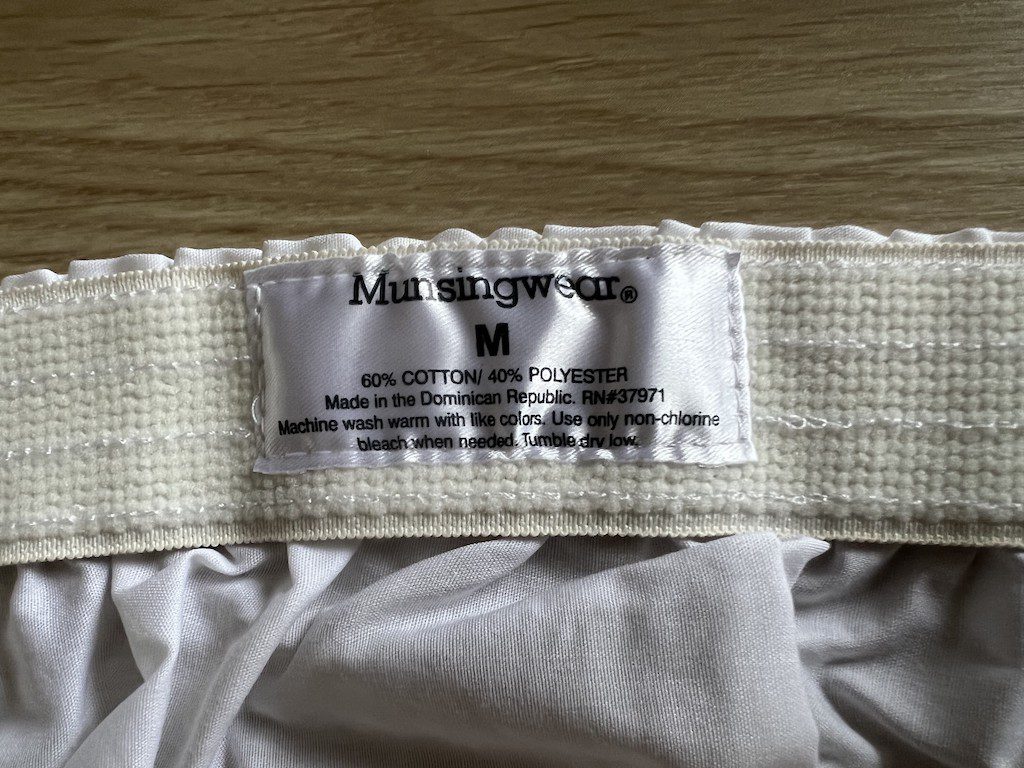 Munsingwear®
M
60% COTTON/ 40% POLYESTER
Made in the Dominican Republic. RN#37971
Machine wash warm with like colors. Use only non-chlorine
bleach when needed. Tumble dry low.